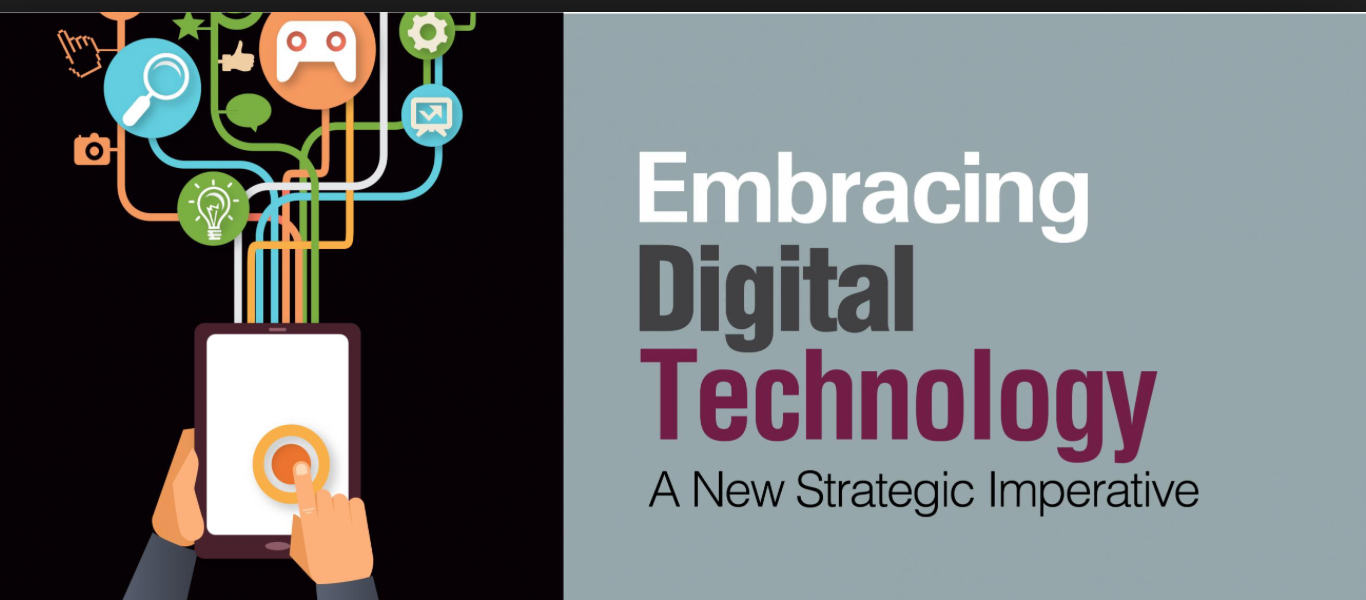 Embracing
Digital
Technology
A New Strategic Imperative